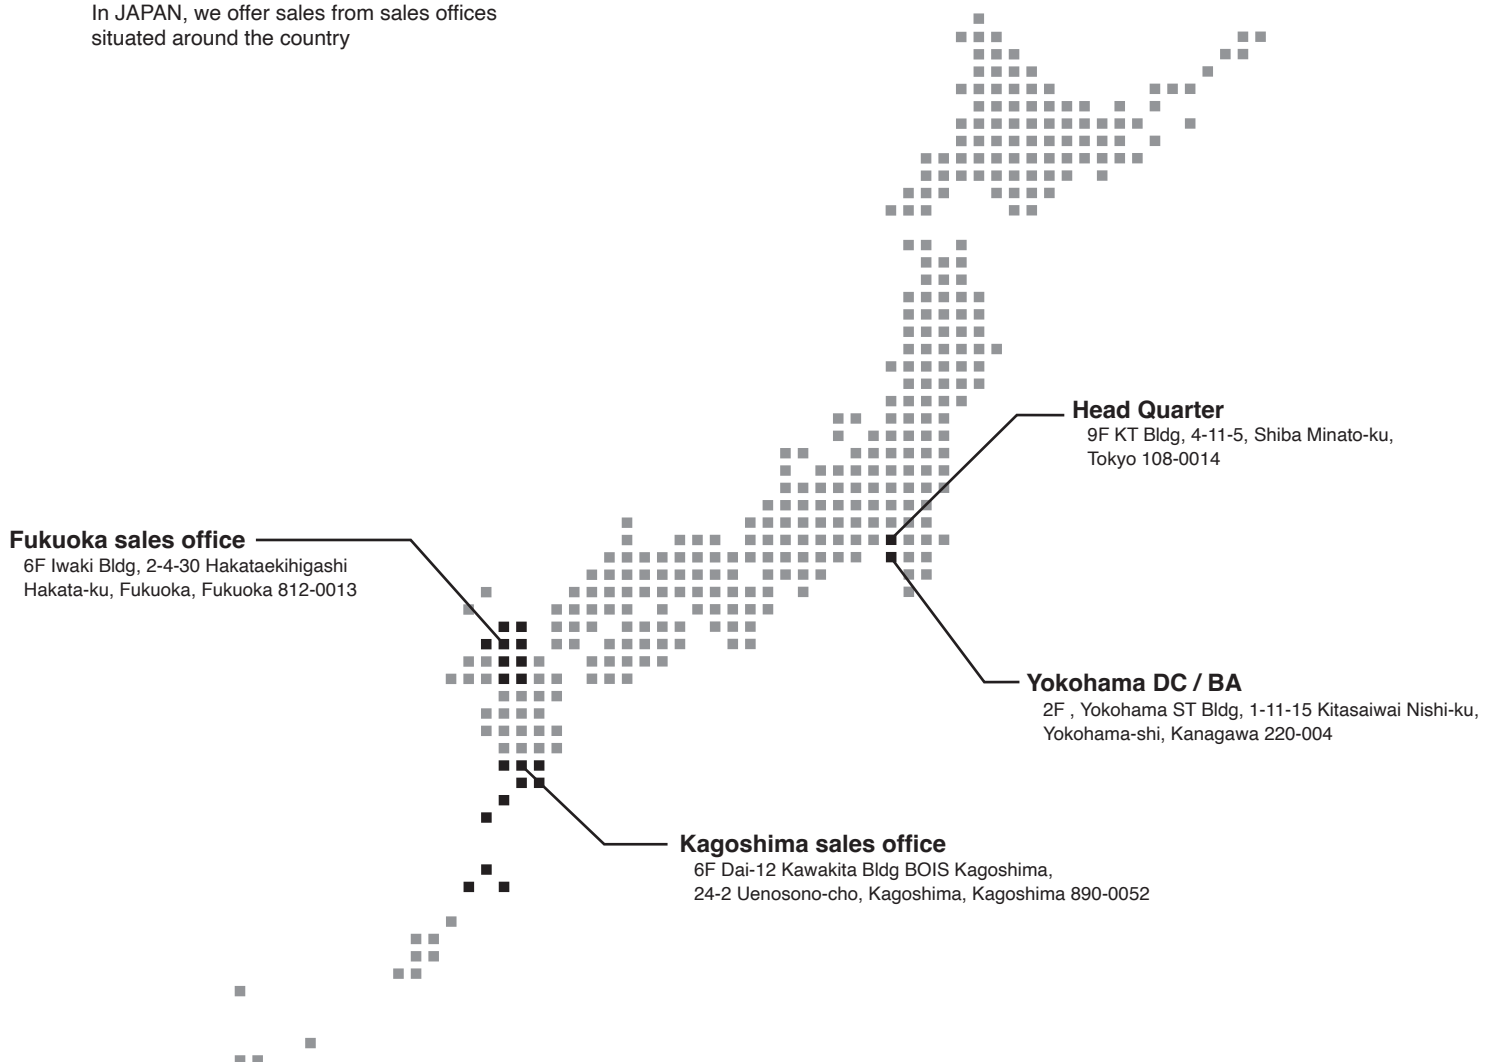 In JAPAN, we offer sales from sales offices
situated around the country
Head Quarter
9F KT Bldg, 4-11-5, Shiba Minato-ku,
Tokyo 108-0014
Fukuoka sales office
6F Iwaki Bldg, 2-4-30 Hakataekihigashi
Hakata-ku, Fukuoka, Fukuoka 812-0013
Yokohama DC / BA
2F , Yokohama ST Bldg, 1-11-15 Kitasaiwai Nishi-ku,
Yokohama-shi, Kanagawa 220-004
Kagoshima sales office
6F Dai-12 Kawakita Bldg BOIS Kagoshima,
24-2 Uenosono-cho, Kagoshima, Kagoshima 890-0052